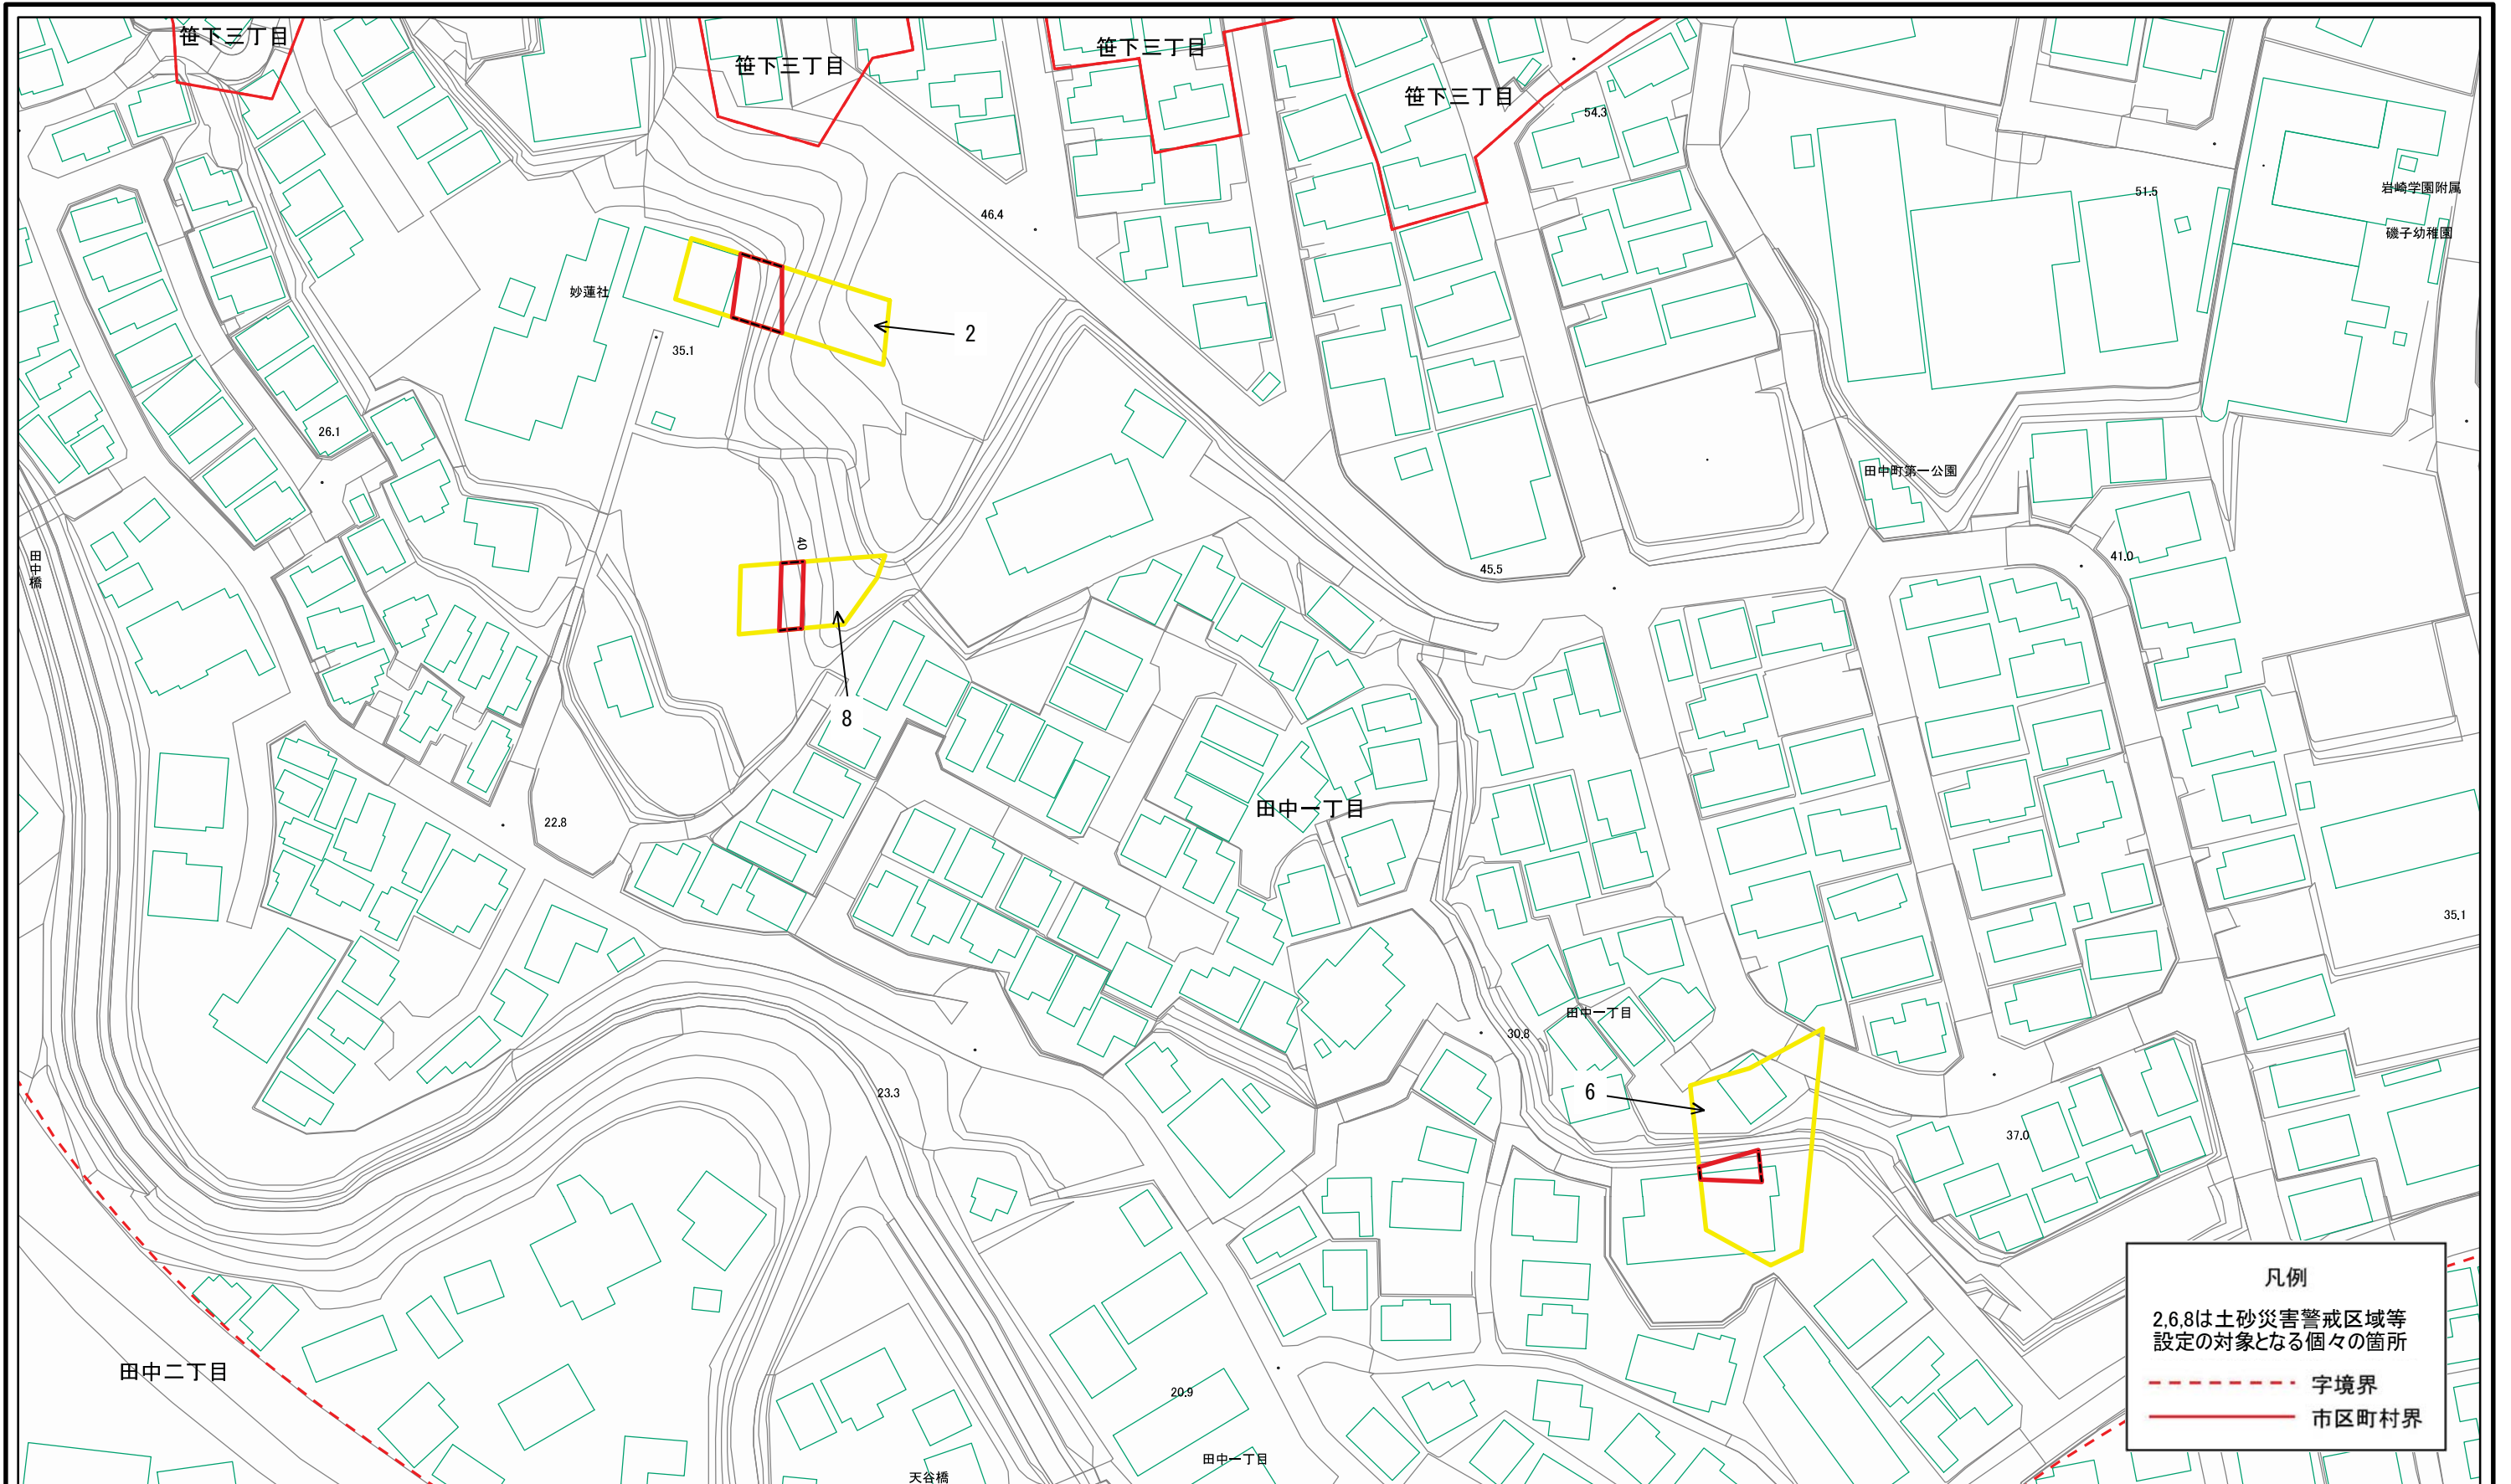 笹下三丁目
笹下三丁目
笹下三丁目
笹下三丁目
54.3
51.5
岩崎学園附属
磯子幼稚園
46.4
妙蓮社
2
35.1
26.1
田中町第一公園
40
田中橋
45.5
41.0
8
田中一丁目
22.8
35.1
田中一丁目
30.8
6
23.3
37.0
凡例
2,6,8は土砂災害警戒区域等
設定の対象となる個々の箇所
字境界
市区町村界
田中二丁目
20.9
田中一丁目
天谷橋